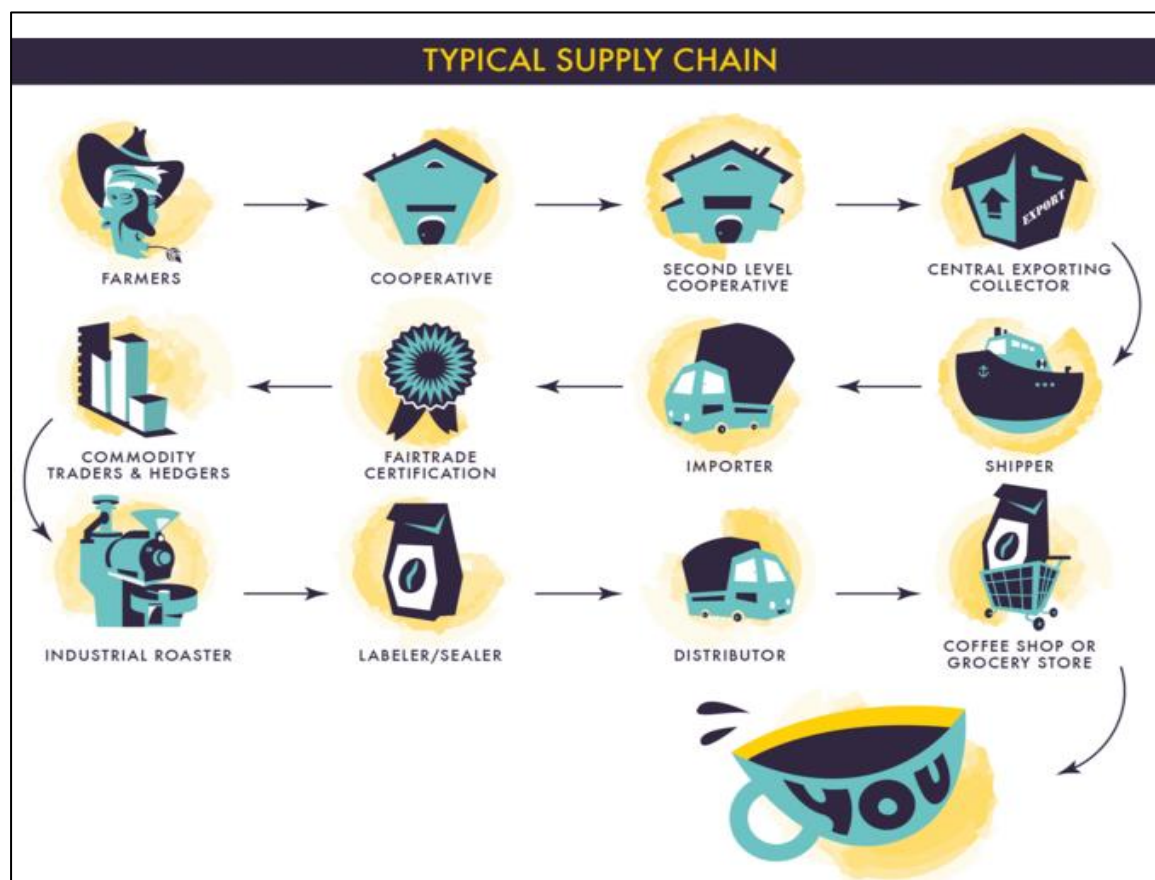 TYPICAL SUPPLY CHAIN
FARMERS
COOPERATIVE
SECOND LEVEL
COOPERATIVE
CENTRAL EXPORTING
COLLECTOR
EXPORT
SHIPPER
IMPORTER
FAIRTRADE
CERTIFICATION
COMMODITY
TRADERS & HEDGERS
INDUSTRIAL ROASTER
LABELER/SEALER
DISTRIBUTOR
COFFEE SHOP OR
GROCERY STORE
YOU